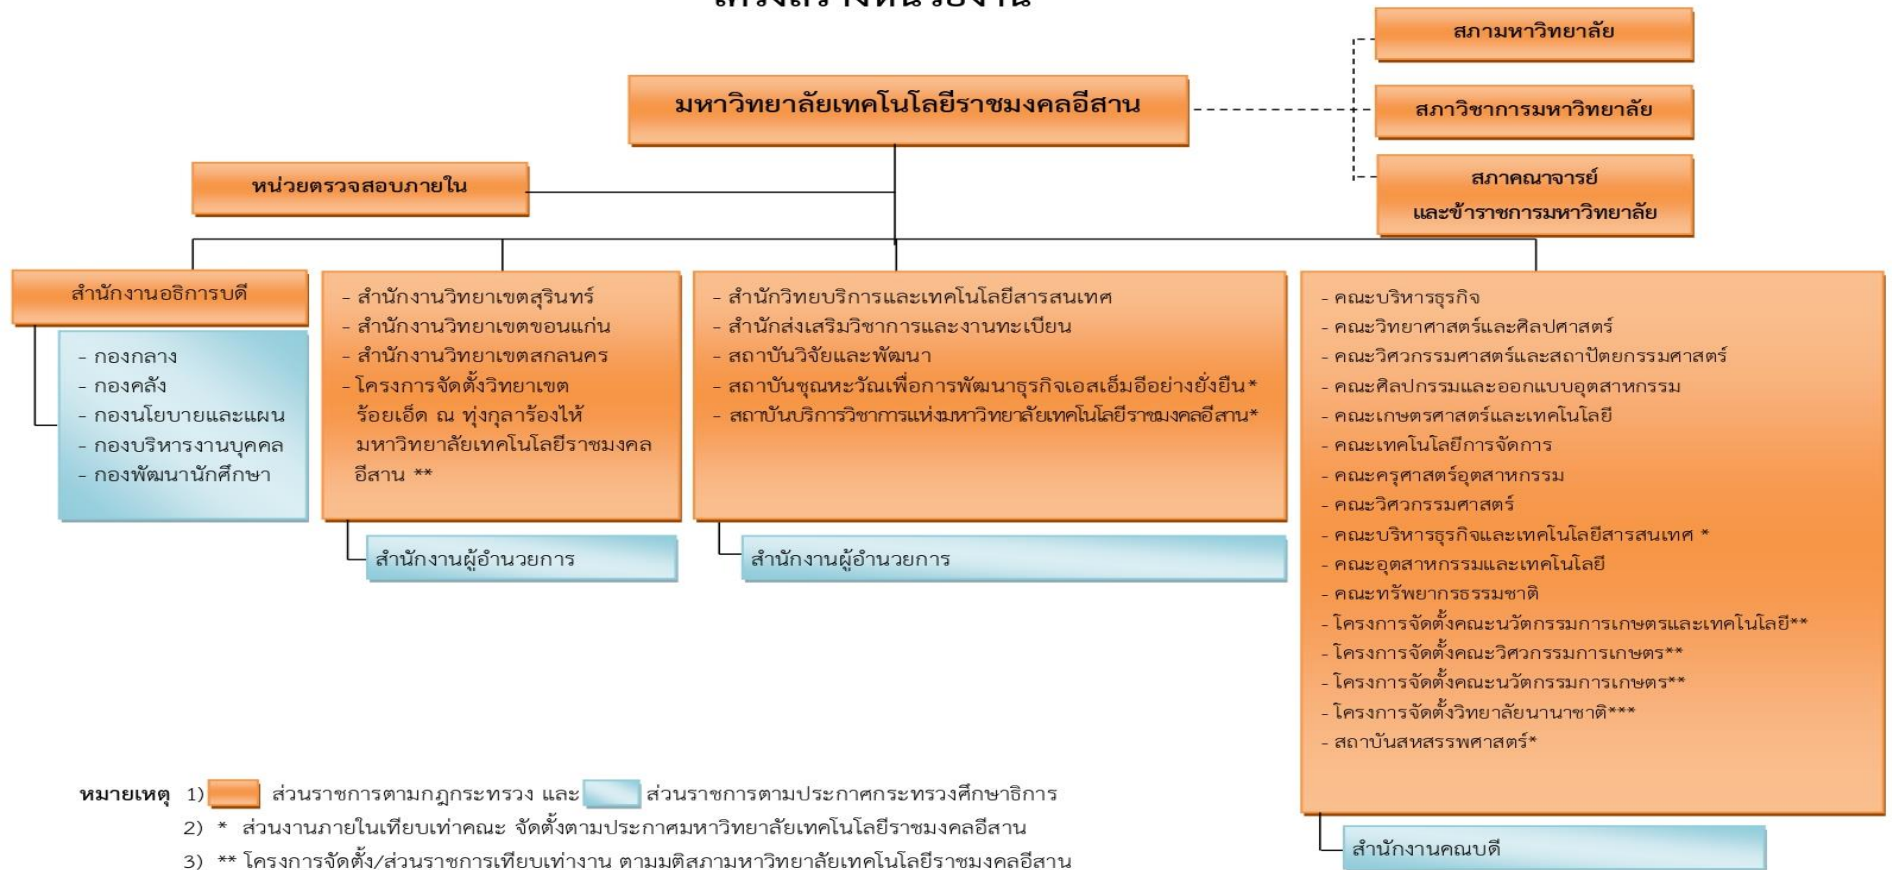 สภามหาวิทยาลัย
มหาวิทยาลัยเทคโนโลยีราชมงคลอีสาน
สภาวิชาการมหาวิทยาลัย
สภาคณาจารย์
และข้าราชการมหาวิทยาลัย
หน่วยตรวจสอบภายใน
สำนักงานอธิการบดี
- กองกลาง
- กองคลัง
- กองนโยบายและแผน
- กองบริหารงานบุคคล
- กองพัฒนานักศึกษา
- สำนักงานวิทยาเขตสุรินทร์
- สำนักงานวิทยาเขตขอนแก่น
- สำนักงานวิทยาเขตสกลนคร
- โครงการจัดตั้งวิทยาเขต
ร้อยเอ็ด ณ ทุ่งกุลาร้องไห้
มหาวิทยาลัยเทคโนโลยีราชมงคล
อีสาน **
สำนักงานผู้อำนวยการ
- สำนักวิทยบริการและเทคโนโลยีสารสนเทศ
- สำนักส่งเสริมวิชาการและงานทะเบียน
- สถาบันวิจัยและพัฒนา
- สถาบันชุณหะวัณเพื่อการพัฒนาธุรกิจเอสเอ็มอีอย่างยั่งยืน*
- สถาบันบริการวิชาการแห่งมหาวิทยาลัยเทคโนโลยีราชมงคลอีสาน*
สำนักงานผู้อำนวยการ
- คณะบริหารธุรกิจ
- คณะวิทยาศาสตร์และศิลปศาสตร์
- คณะวิศวกรรมศาสตร์และสถาปัตยกรรมศาสตร์
- คณะศิลปกรรมและออกแบบอุตสาหกรรม
- คณะเกษตรศาสตร์และเทคโนโลยี
- คณะเทคโนโลยีการจัดการ
- คณะครุศาสตร์อุตสาหกรรม
- คณะวิศวกรรมศาสตร์
- คณะบริหารธุรกิจและเทคโนโลยีสารสนเทศ *
- คณะอุตสาหกรรมและเทคโนโลยี
- คณะทรัพยากรธรรมชาติ
- โครงการจัดตั้งคณะนวัตกรรมการเกษตรและเทคโนโลยี**
- โครงการจัดตั้งคณะวิศวกรรมการเกษตร**
- โครงการจัดตั้งคณะนวัตกรรมการเกษตร**
- โครงการจัดตั้งวิทยาลัยนานาชาติ***
- สถาบันสหสรรพศาสตร์*
สำนักงานคณบดี
หมายเหตุ 1) ส่วนราชการตามกฎกระทรวง และ ส่วนราชการตามประกาศกระทรวงศึกษาธิการ
2) * ส่วนงานภายในเทียบเท่าคณะ จัดตั้งตามประกาศมหาวิทยาลัยเทคโนโลยีราชมงคลอีสาน
3) ** โครงการจัดตั้ง/ส่วนราชการเทียบเท่างาน ตามมติสภามหาวิทยาลัยเทคโนโลยีราชมงคลอีสาน